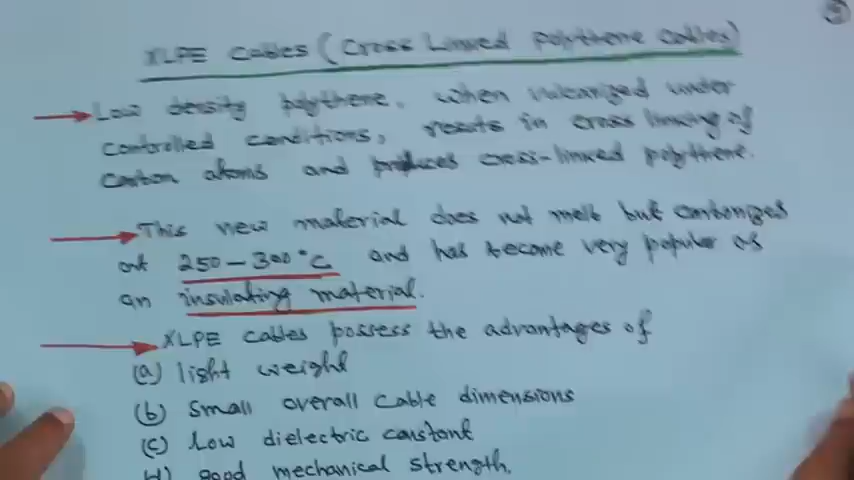 XLPE Cables (Cross Linked Polythene Cables)
Low density polythene, when vulcanized under
controlled conditions, results in cross linking of
Carbon atoms and produces cross-linked polythene.
This new material does not melt but carbonizes
at 250-300°C and has become very popular as
an insulating material.
XLPE cables possess the advantages of
(a) light weight
(b) small overall cable dimensions
(c) low dielectric constant
(d) good mechanical strength.